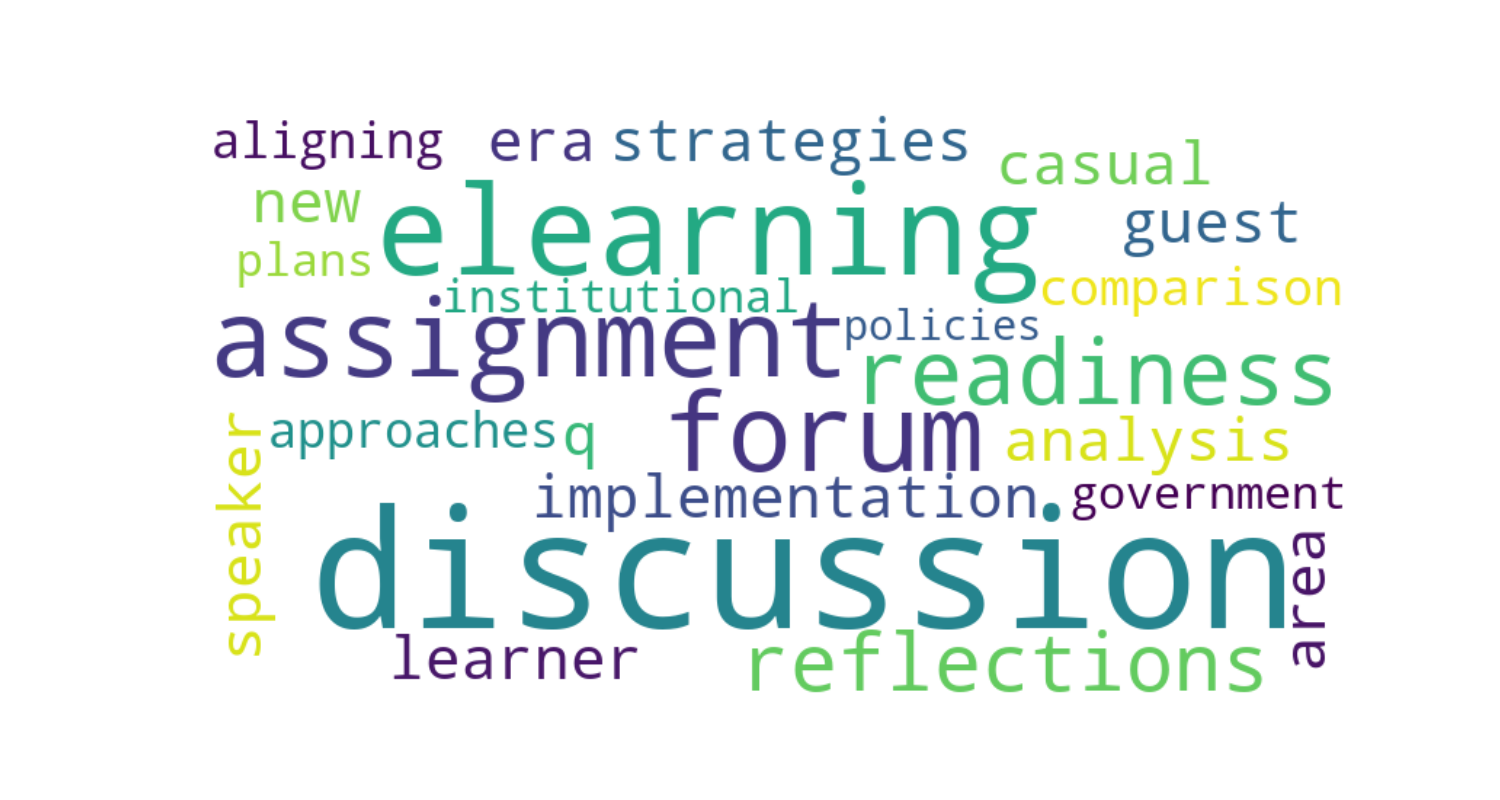 aligning era strategies
casual
new
elearning
guest
plans
institutional
comparison
assignment
policies
readiness
forum
approaches q
analysis
speaker
implementation
government
discussion
area
learner
reflections